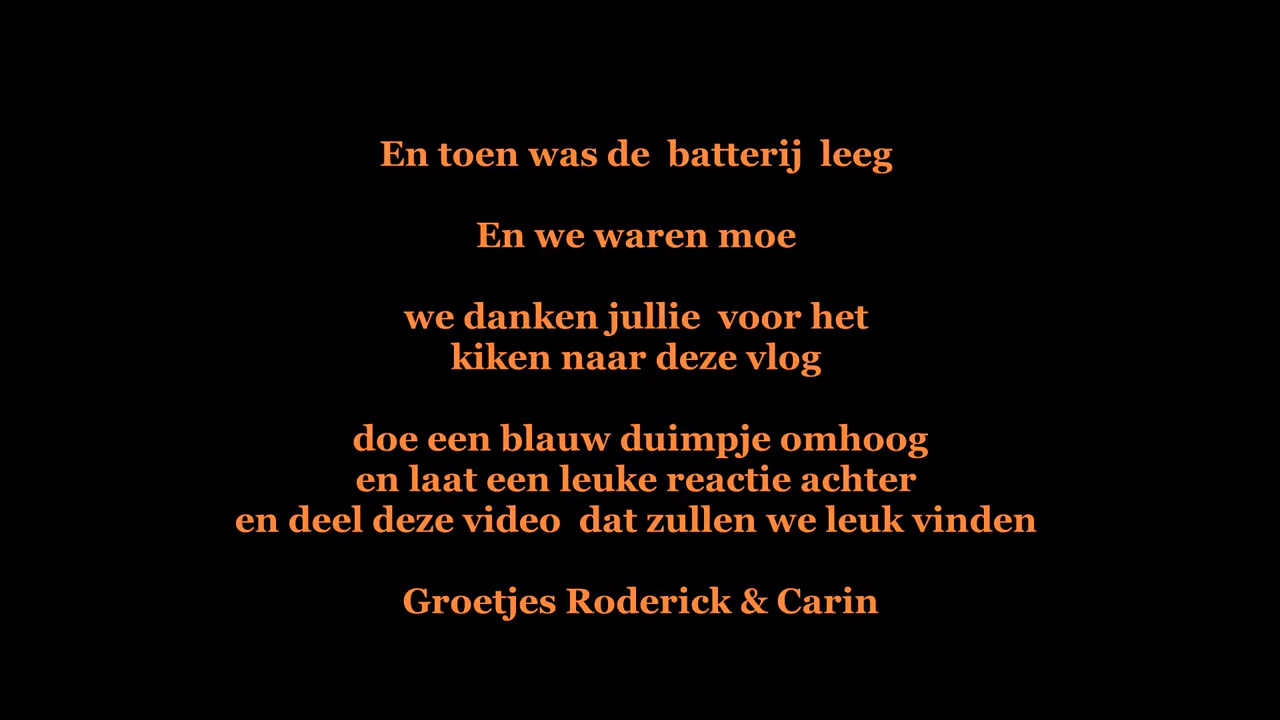 En toen was de  batterij  leeg
En we waren moe
we danken jullie  voor het
kiken naar deze vlog
doe een blauw duimpje omhoog
en laat een leuke reactie achter
en deel deze video  dat zullen we leuk vinden
Groetjes Roderick & Carin